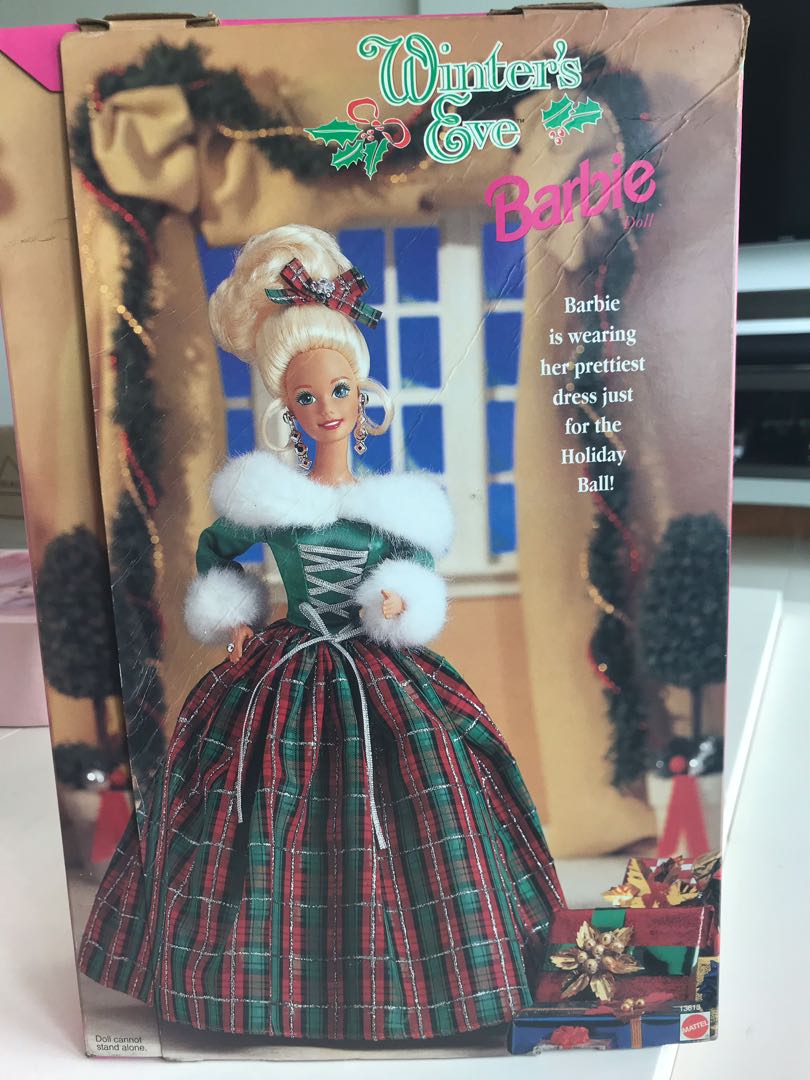 Winter's
Eve™
Barbie
Doll
Barbie
is wearing
her prettiest
dress just
for the
Holiday
Ball!
Doll cannot
stand alone.
13613
MATTEL